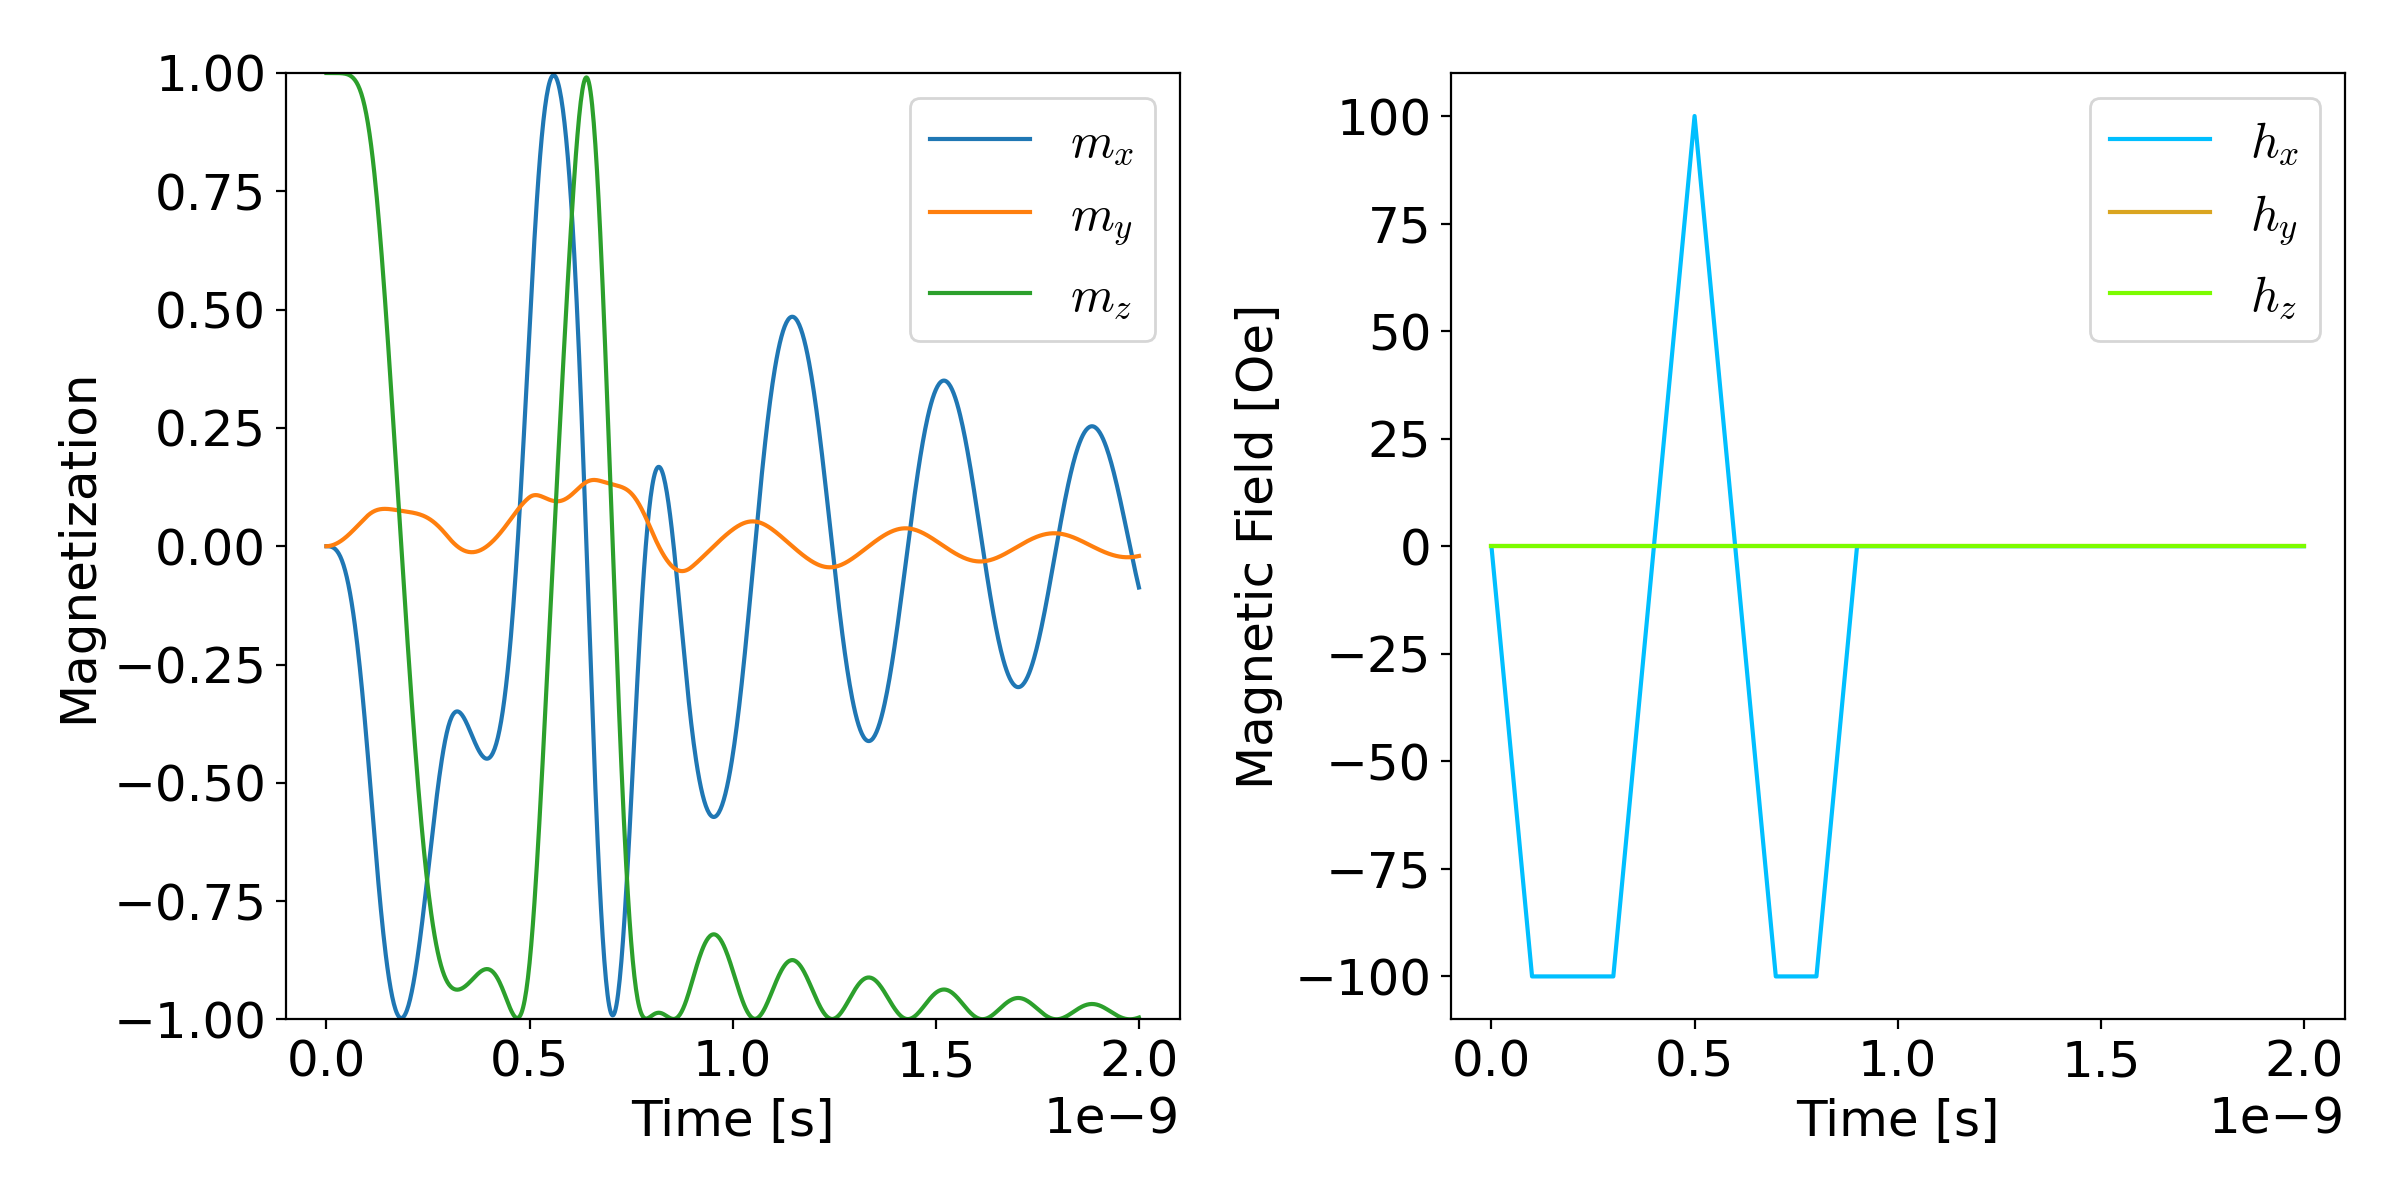 1.00
0.75
0.50
0.25
0.00
−0.25
−0.50
−0.75
−1.00
Magnetization
0.0 0.5 1.0 1.5 2.0
Time [s]
1e−9
m_x
m_y
m_z
100
75
50
25
0
−25
−50
−75
−100
Magnetic Field [Oe]
0.0 0.5 1.0 1.5 2.0
Time [s]
1e−9
h_x
h_y
h_z